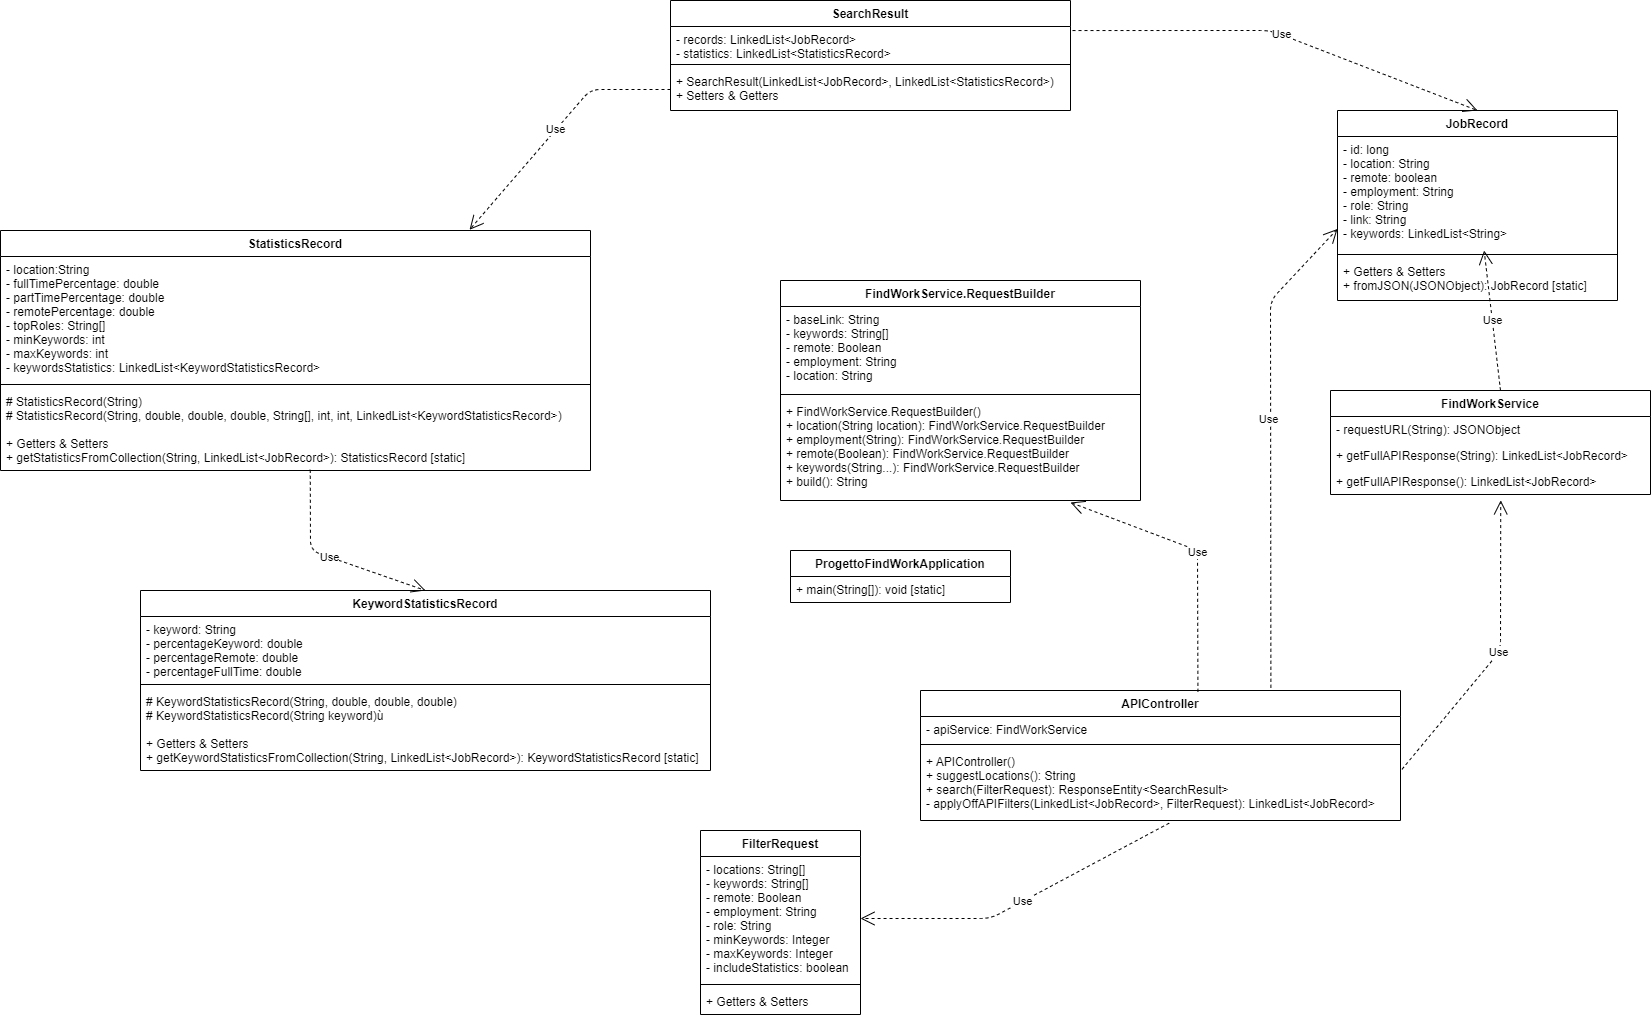 SearchResult
- records: LinkedList<JobRecord>
- statistics: LinkedList<StatisticsRecord>
+ SearchResult(LinkedList<JobRecord>, LinkedList<StatisticsRecord>)
+ Setters & Getters
Use
Use
JobRecord
- id: long
- location: String
- remote: boolean
- employment: String
- role: String
- link: String
- keywords: LinkedList<String>
+ Getters & Setters
+ fromJSON(JSONObject): JobRecord [static]
Use
StatisticsRecord
- location:String
- fullTimePercentage: double
- partTimePercentage: double
- remotePercentage: double
- topRoles: String[]
- minKeywords: int
- maxKeywords: int
- keywordsStatistics: LinkedList<KeywordStatisticsRecord>
# StatisticsRecord(String)
# StatisticsRecord(String, double, double, double, String[], int, int, LinkedList<KeywordStatisticsRecord>)
+ Getters & Setters
+ getStatisticsFromCollection(String, LinkedList<JobRecord>): StatisticsRecord [static]
Use
FindWorkService.RequestBuilder
- baseLink: String
- keywords: String[]
- remote: Boolean
- employment: String
- location: String
+ FindWorkService.RequestBuilder()
+ location(String location): FindWorkService.RequestBuilder
+ employment(String): FindWorkService.RequestBuilder
+ remote(Boolean): FindWorkService.RequestBuilder
+ keywords(String...): FindWorkService.RequestBuilder
+ build(): String
Use
Use
FindWorkService
- requestURL(String): JSONObject
+ getFullAPIResponse(String): LinkedList<JobRecord>
+ getFullAPIResponse(): LinkedList<JobRecord>
Use
ProgettoFindWorkApplication
+ main(String[]): void [static]
KeywordStatisticsRecord
- keyword: String
- percentageKeyword: double
- percentageRemote: double
- percentageFullTime: double
# KeywordStatisticsRecord(String, double, double, double)
# KeywordStatisticsRecord(String keyword)ù
+ Getters & Setters
+ getKeywordStatisticsFromCollection(String, LinkedList<JobRecord>): KeywordStatisticsRecord [static]
APIController
- apiService: FindWorkService
+ APIController()
+ suggestLocations(): String
+ search(FilterRequest): ResponseEntity<SearchResult>
- applyOffAPIFilters(LinkedList<JobRecord>, FilterRequest): LinkedList<JobRecord>
Use
FilterRequest
- locations: String[]
- keywords: String[]
- remote: Boolean
- employment: String
- role: String
- minKeywords: Integer
- maxKeywords: Integer
- includeStatistics: boolean
+ Getters & Setters